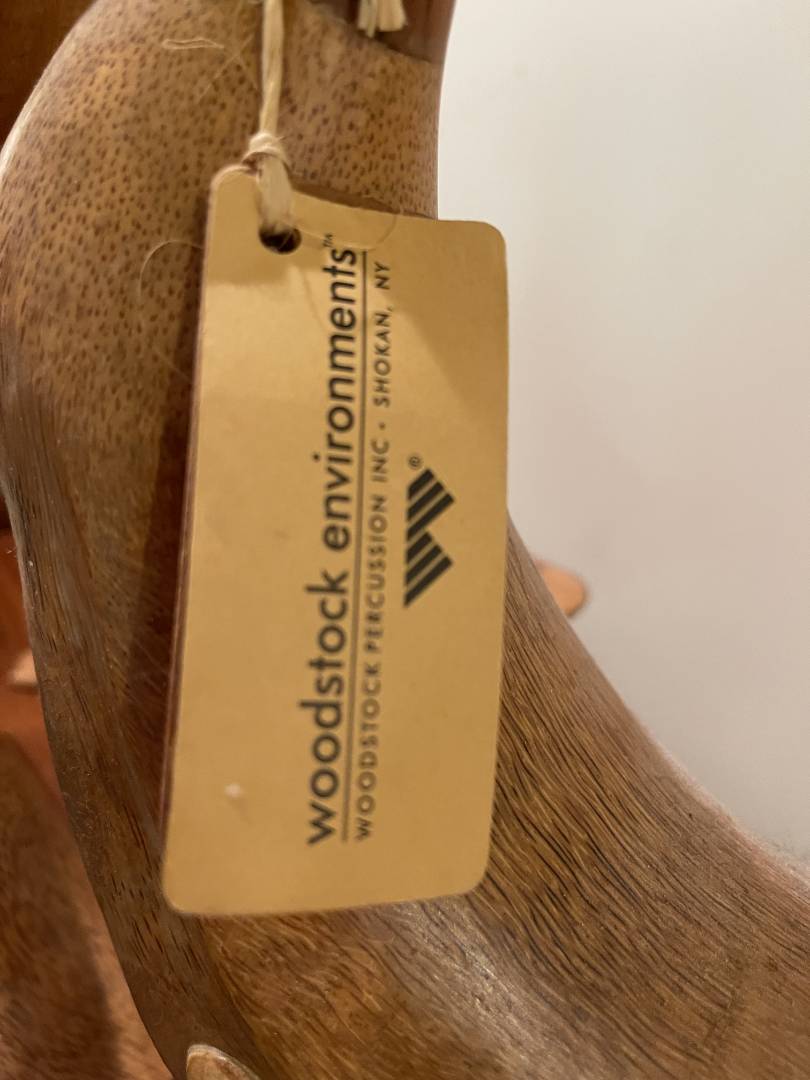 woodstock environments™
WOODSTOCK PERCUSSION INC · SHOKAN, NY
®